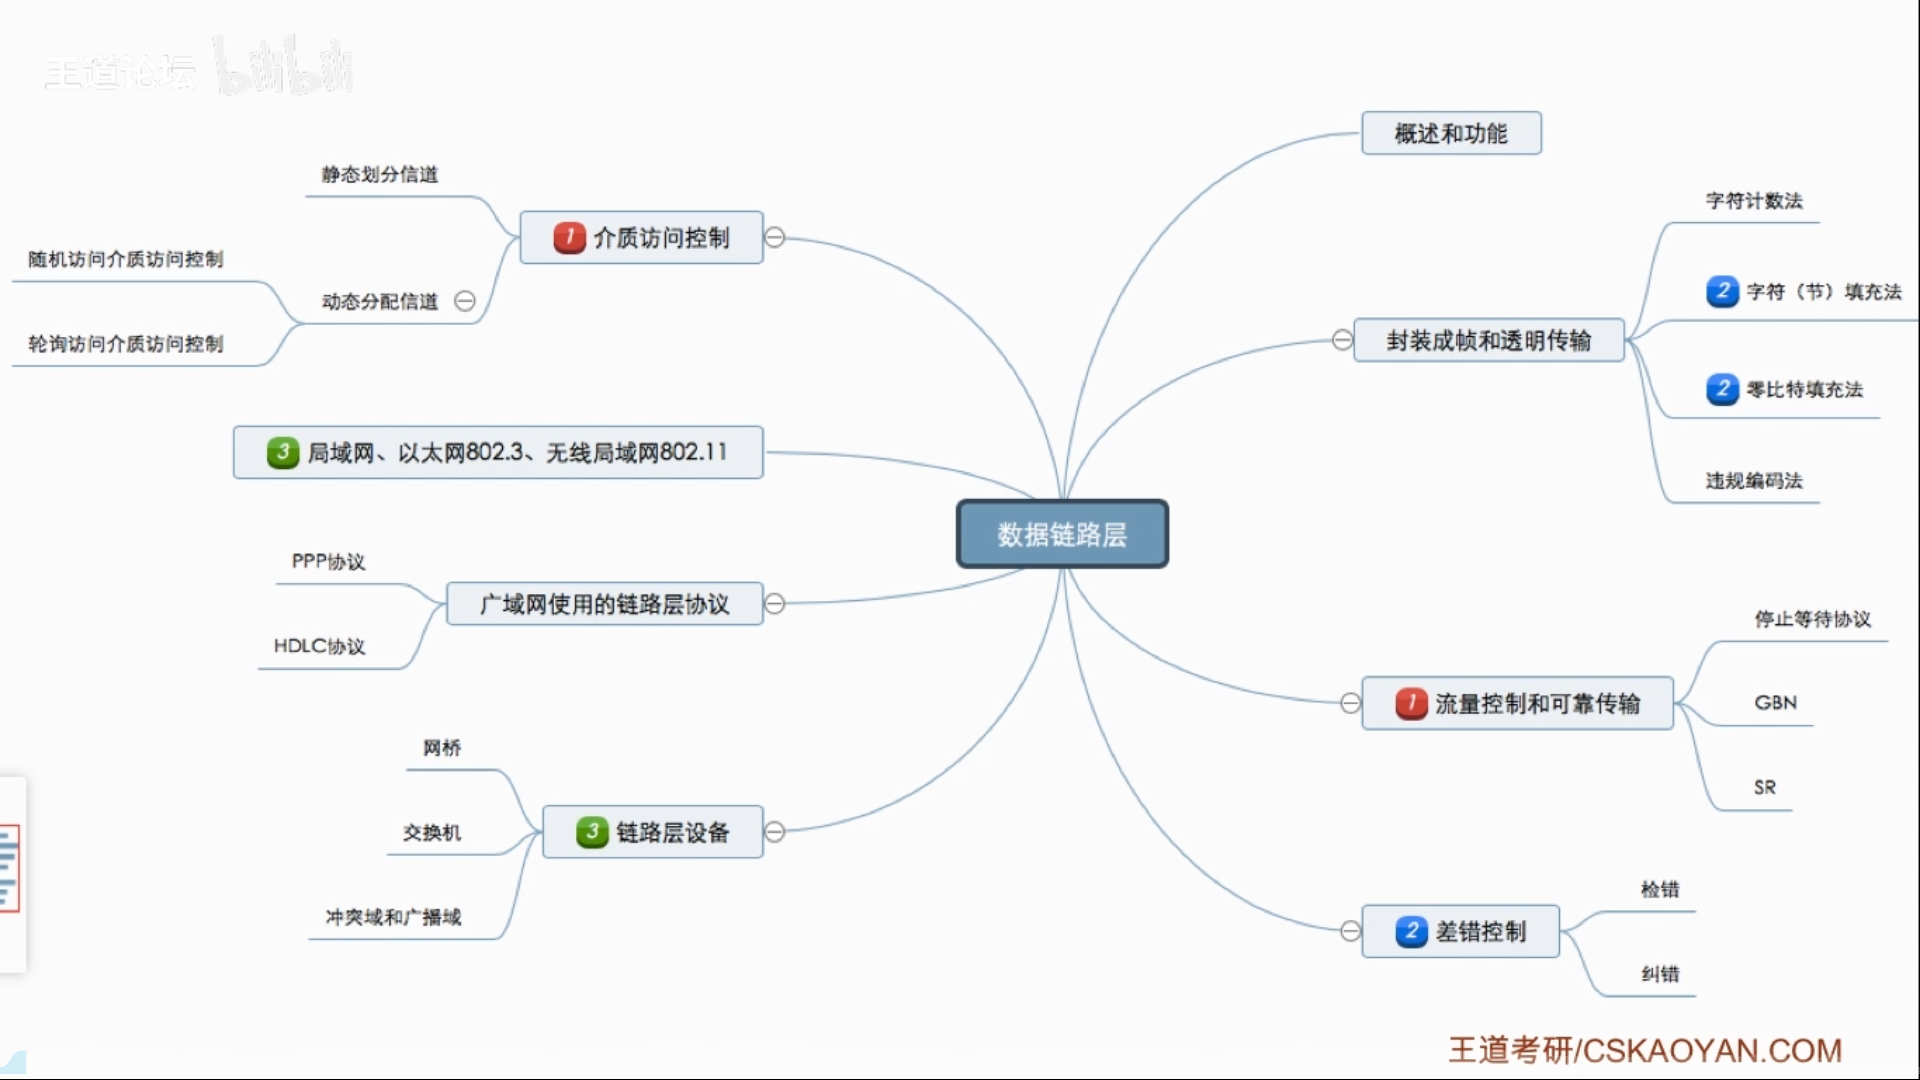 王道论坛 bilibili
概述和功能
静态划分信道
字符计数法
1 介质访问控制
随机访问介质访问控制
2 字符（节）填充法
动态分配信道
封装成帧和透明传输
轮询访问介质访问控制
2 零比特填充法
3 局域网、以太网802.3、无线局域网802.11
违规编码法
数据链路层
PPP协议
广域网使用的链路层协议
停止等待协议
HDLC协议
1 流量控制和可靠传输
GBN
网桥
SR
交换机
3 链路层设备
检错
冲突域和广播域
2 差错控制
纠错
王道考研/CSKAOYAN.COM